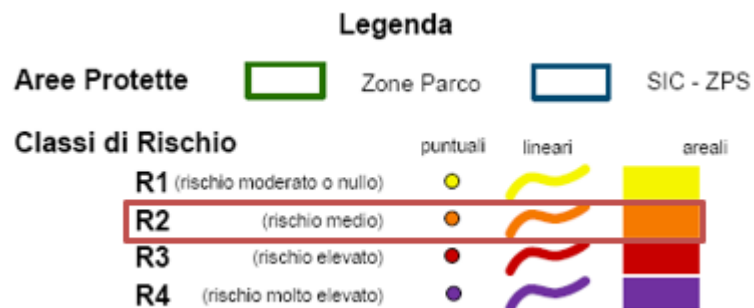 Legenda
Aree Protette Zone Parco SIC - ZPS
Classi di Rischio puntuali lineari areali
R1 (rischio moderato o nullo)
R2 (rischio medio)
R3 (rischio elevato)
R4 (rischio molto elevato)